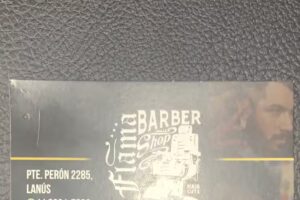 Flama
BARBER
Shop
HAIR
CUTS
PTE. PERÓN 2285,
LANÚS